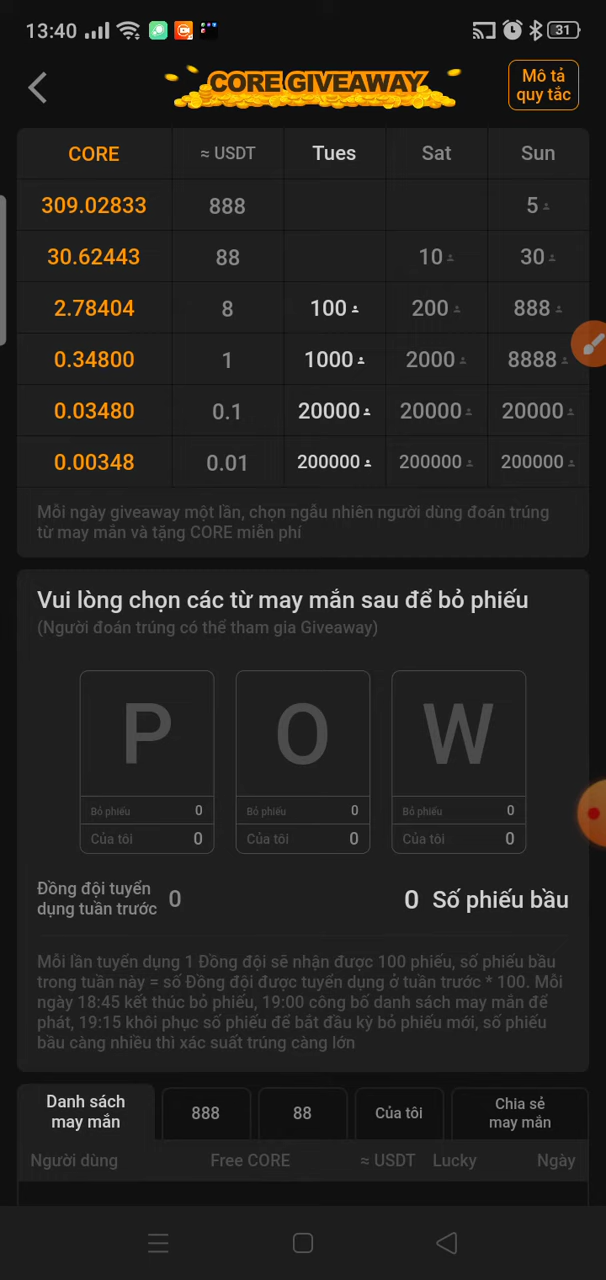 13:40
31
CORE GIVEAWAY
Mô tả
quy tắc
CORE ≈ USDT Tues Sat Sun
309.02833 888 5
30.62443 88 10 30
2.78404 8 100 200 888
0.34800 1 1000 2000 8888
0.03480 0.1 20000 20000 20000
0.00348 0.01 200000 200000 200000
Mỗi ngày giveaway một lần, chọn ngẫu nhiên người dùng đoán trúng
từ may mắn và tặng CORE miễn phí
Vui lòng chọn các từ may mắn sau để bỏ phiếu
(Người đoán trúng có thể tham gia Giveaway)
P O W
Bỏ phiếu 0 Bỏ phiếu 0 Bỏ phiếu 0
Của tôi 0 Của tôi 0 Của tôi 0
Đồng đội tuyển
dụng tuần trước 0 0 Số phiếu bầu
Mỗi lần tuyển dụng 1 Đồng đội sẽ nhận được 100 phiếu, số phiếu bầu
trong tuần này = số Đồng đội được tuyển dụng ở tuần trước * 100. Mỗi
ngày 18:45 kết thúc bỏ phiếu, 19:00 công bố danh sách may mắn để
phát, 19:15 khôi phục số phiếu để bắt đầu kỳ bỏ phiếu mới, số phiếu
bầu càng nhiều thì xác suất trúng càng lớn
Danh sách
may mắn 888 88 Của tôi Chia sẻ
may mắn
Người dùng Free CORE ≈ USDT Lucky Ngày